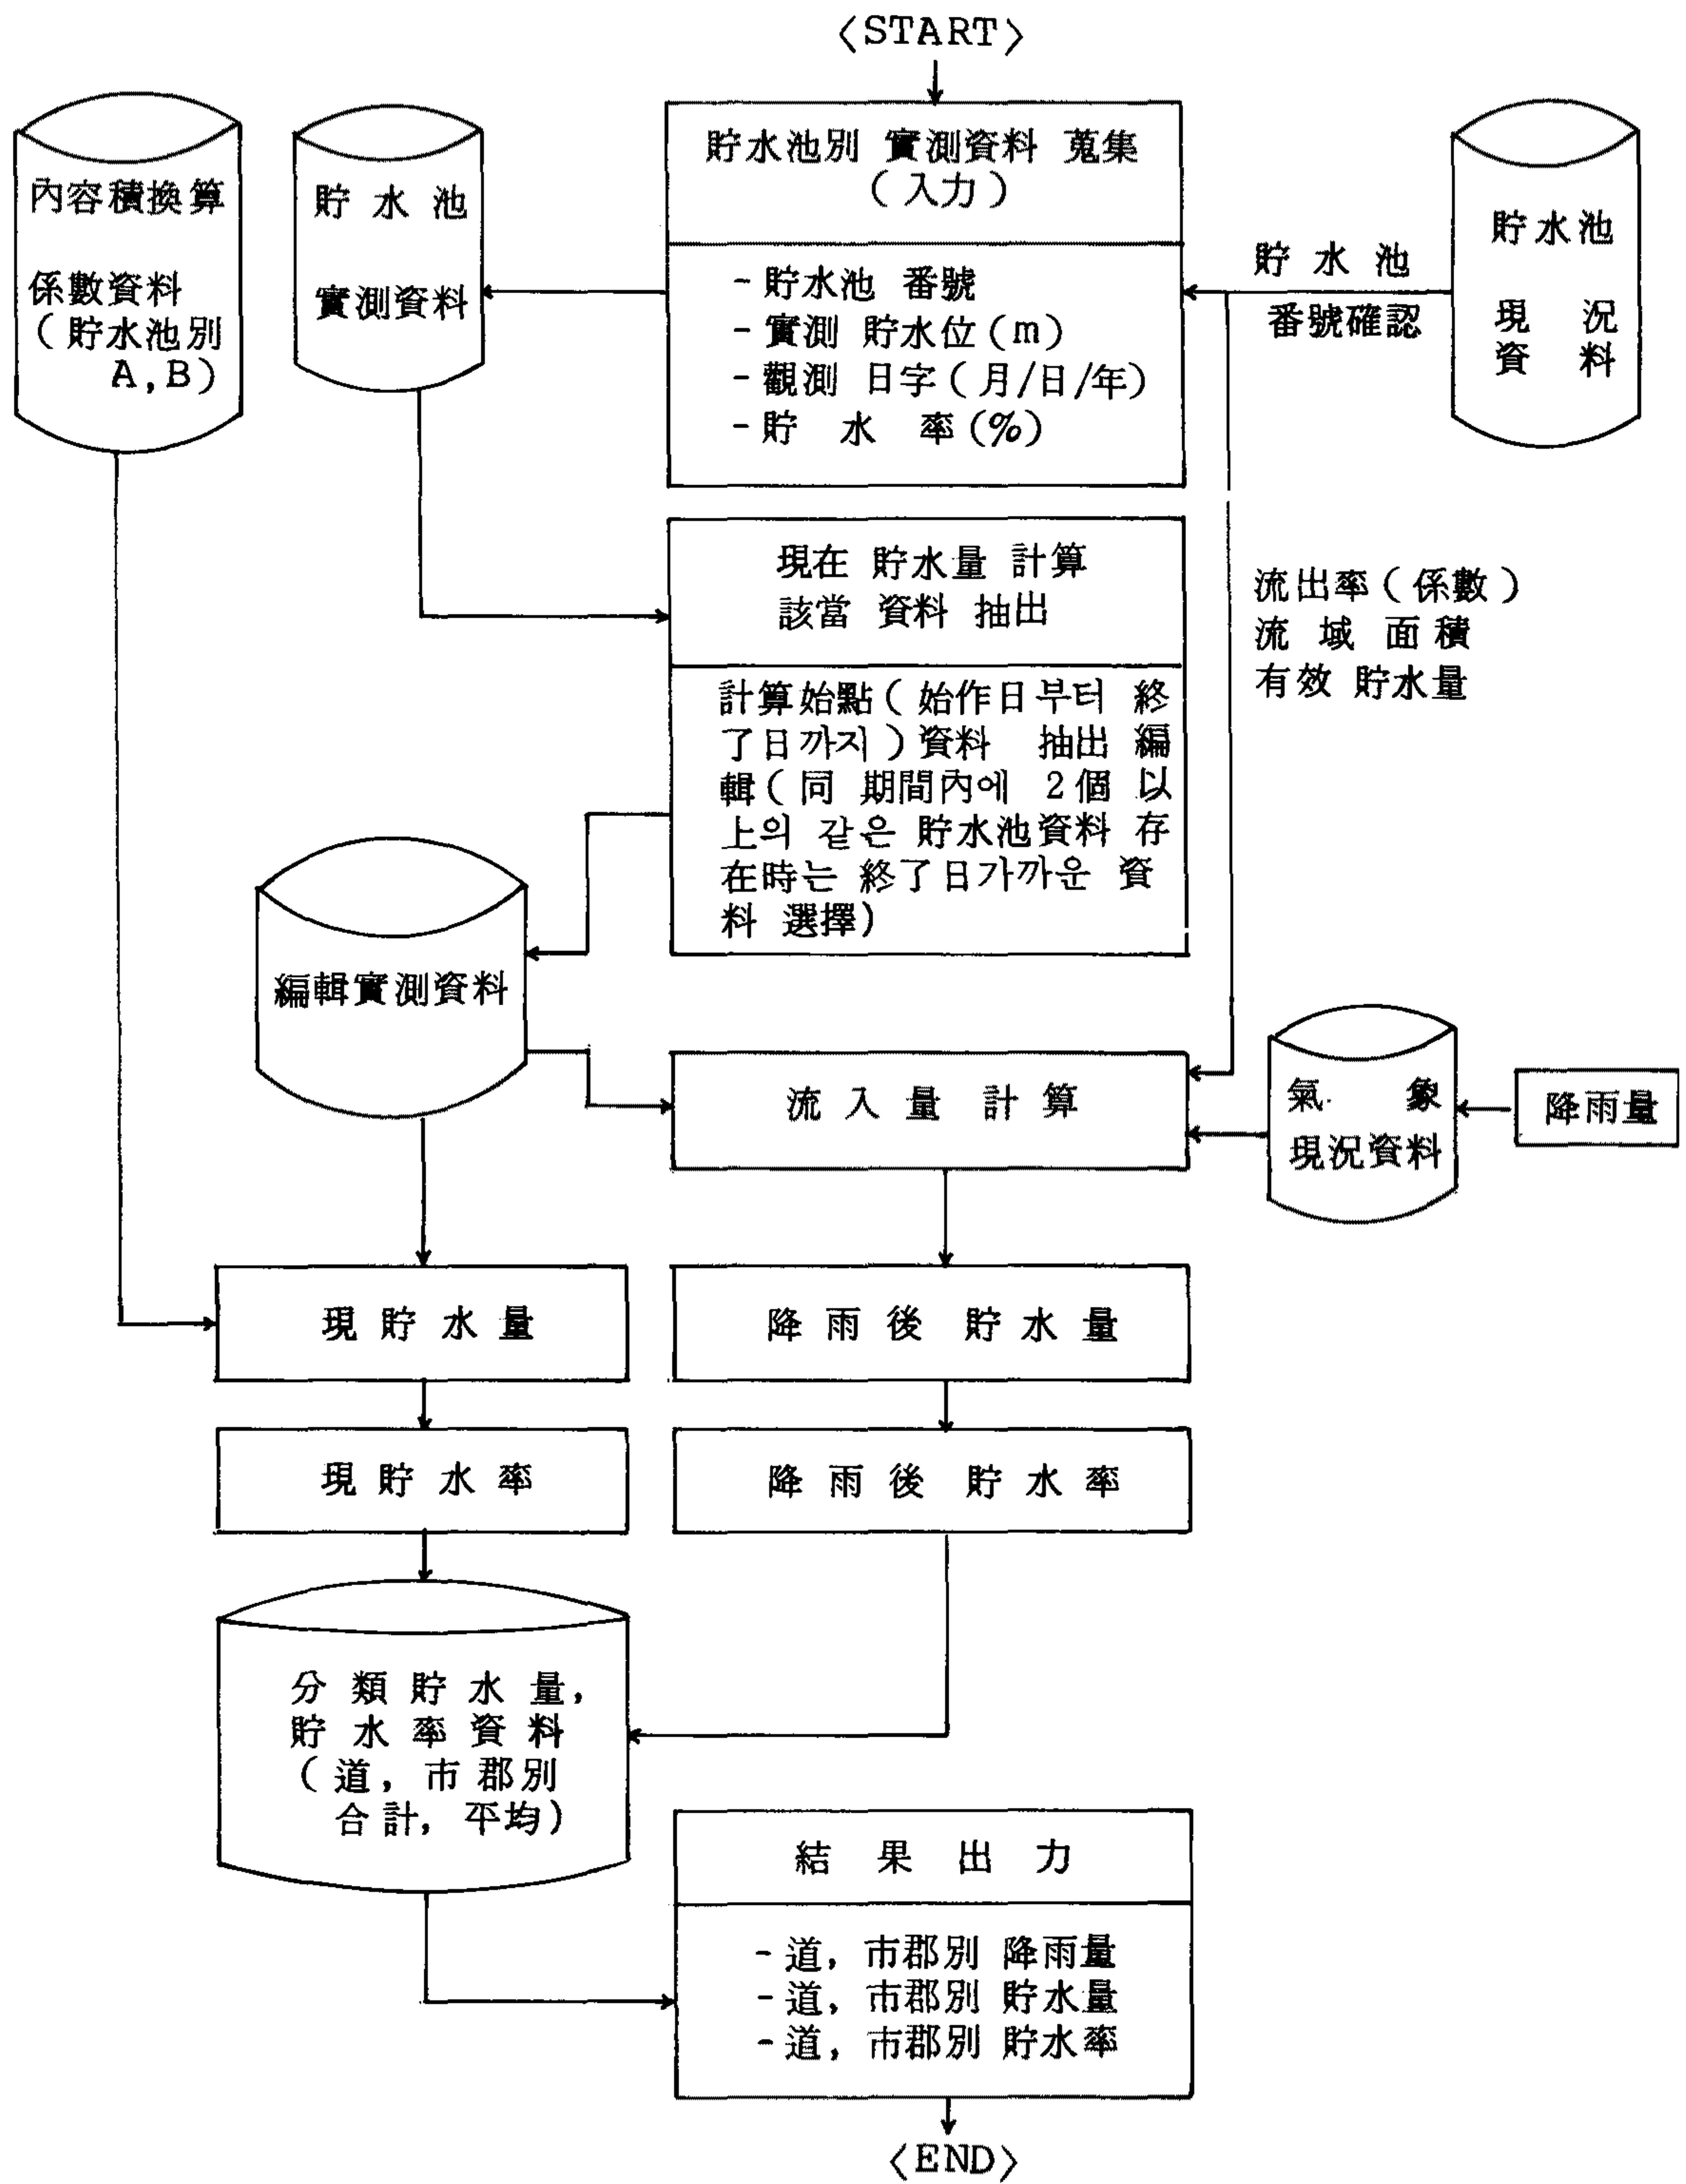 〈START〉
貯水池別 實測資料 蒐集
(入力)
- 貯水池 番號
- 實測 貯水位(m)
- 觀測 日字(月/日/年)
- 貯 水 率(%)
內容積換算
係數資料
(貯水池別
A,B)
貯 水 池
實測資料
貯 水 池
番號確認
貯水池
現 況
資 料
現在 貯水量 計算
該當 資料 抽出
計算始點(始作日부터 終
了日까지)資料 抽出 編
輯(同 期間內에 2個 以
上의 같은 貯水池資料 存
在時는 終了日가까운 資
料 選擇)
流出率(係數)
流 域 面 積
有效 貯水量
編輯實測資料
流 入 量 計 算
氣 象
現況資料
降雨量
現 貯 水 量
降 雨 後 貯 水 量
現 貯 水 率
降 雨 後 貯 水 率
分 類 貯 水 量,
貯 水 率 資 料
(道, 市 郡 別
合 計, 平均)
結 果 出 力
- 道, 市郡別 降雨量
- 道, 市郡別 貯水量
- 道, 市郡別 貯水率
〈END〉